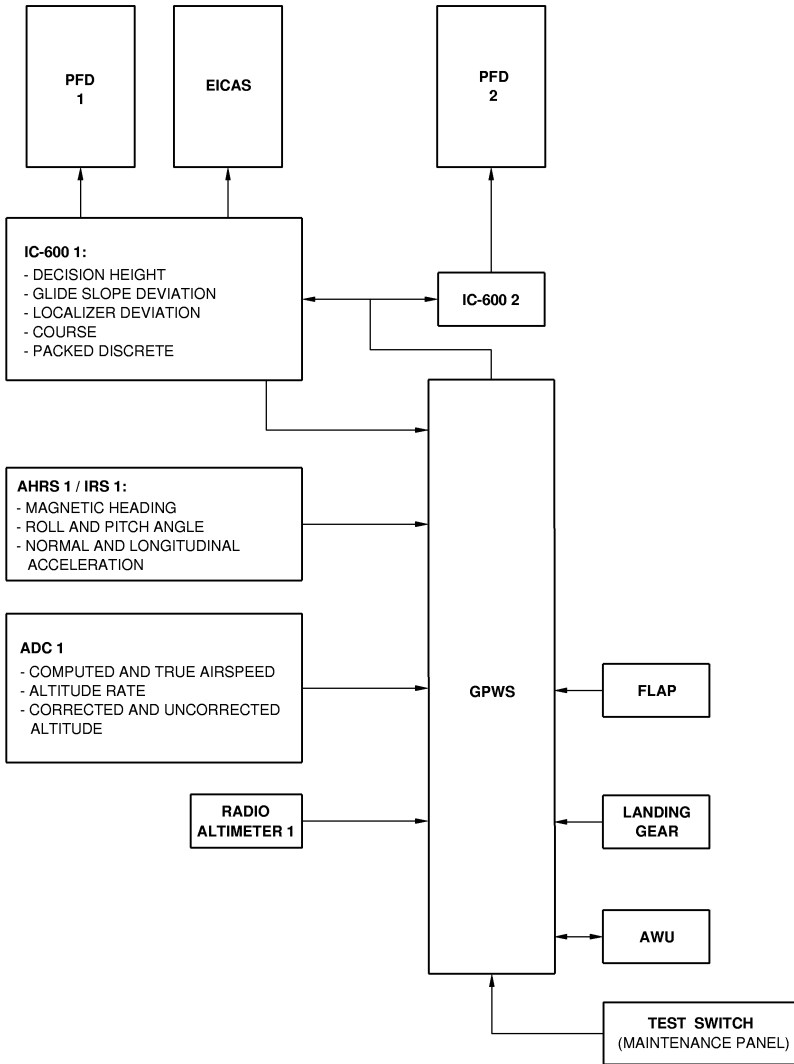 PFD
1
EICAS
PFD
2
IC-600 1:
- DECISION HEIGHT
- GLIDE SLOPE DEVIATION
- LOCALIZER DEVIATION
- COURSE
- PACKED DISCRETE
IC-600 2
AHRS 1 / IRS 1:
- MAGNETIC HEADING
- ROLL AND PITCH ANGLE
- NORMAL AND LONGITUDINAL
ACCELERATION
ADC 1
- COMPUTED AND TRUE AIRSPEED
- ALTITUDE RATE
- CORRECTED AND UNCORRECTED
ALTITUDE
GPWS
FLAP
RADIO
ALTIMETER 1
LANDING
GEAR
AWU
TEST SWITCH
(MAINTENANCE PANEL)